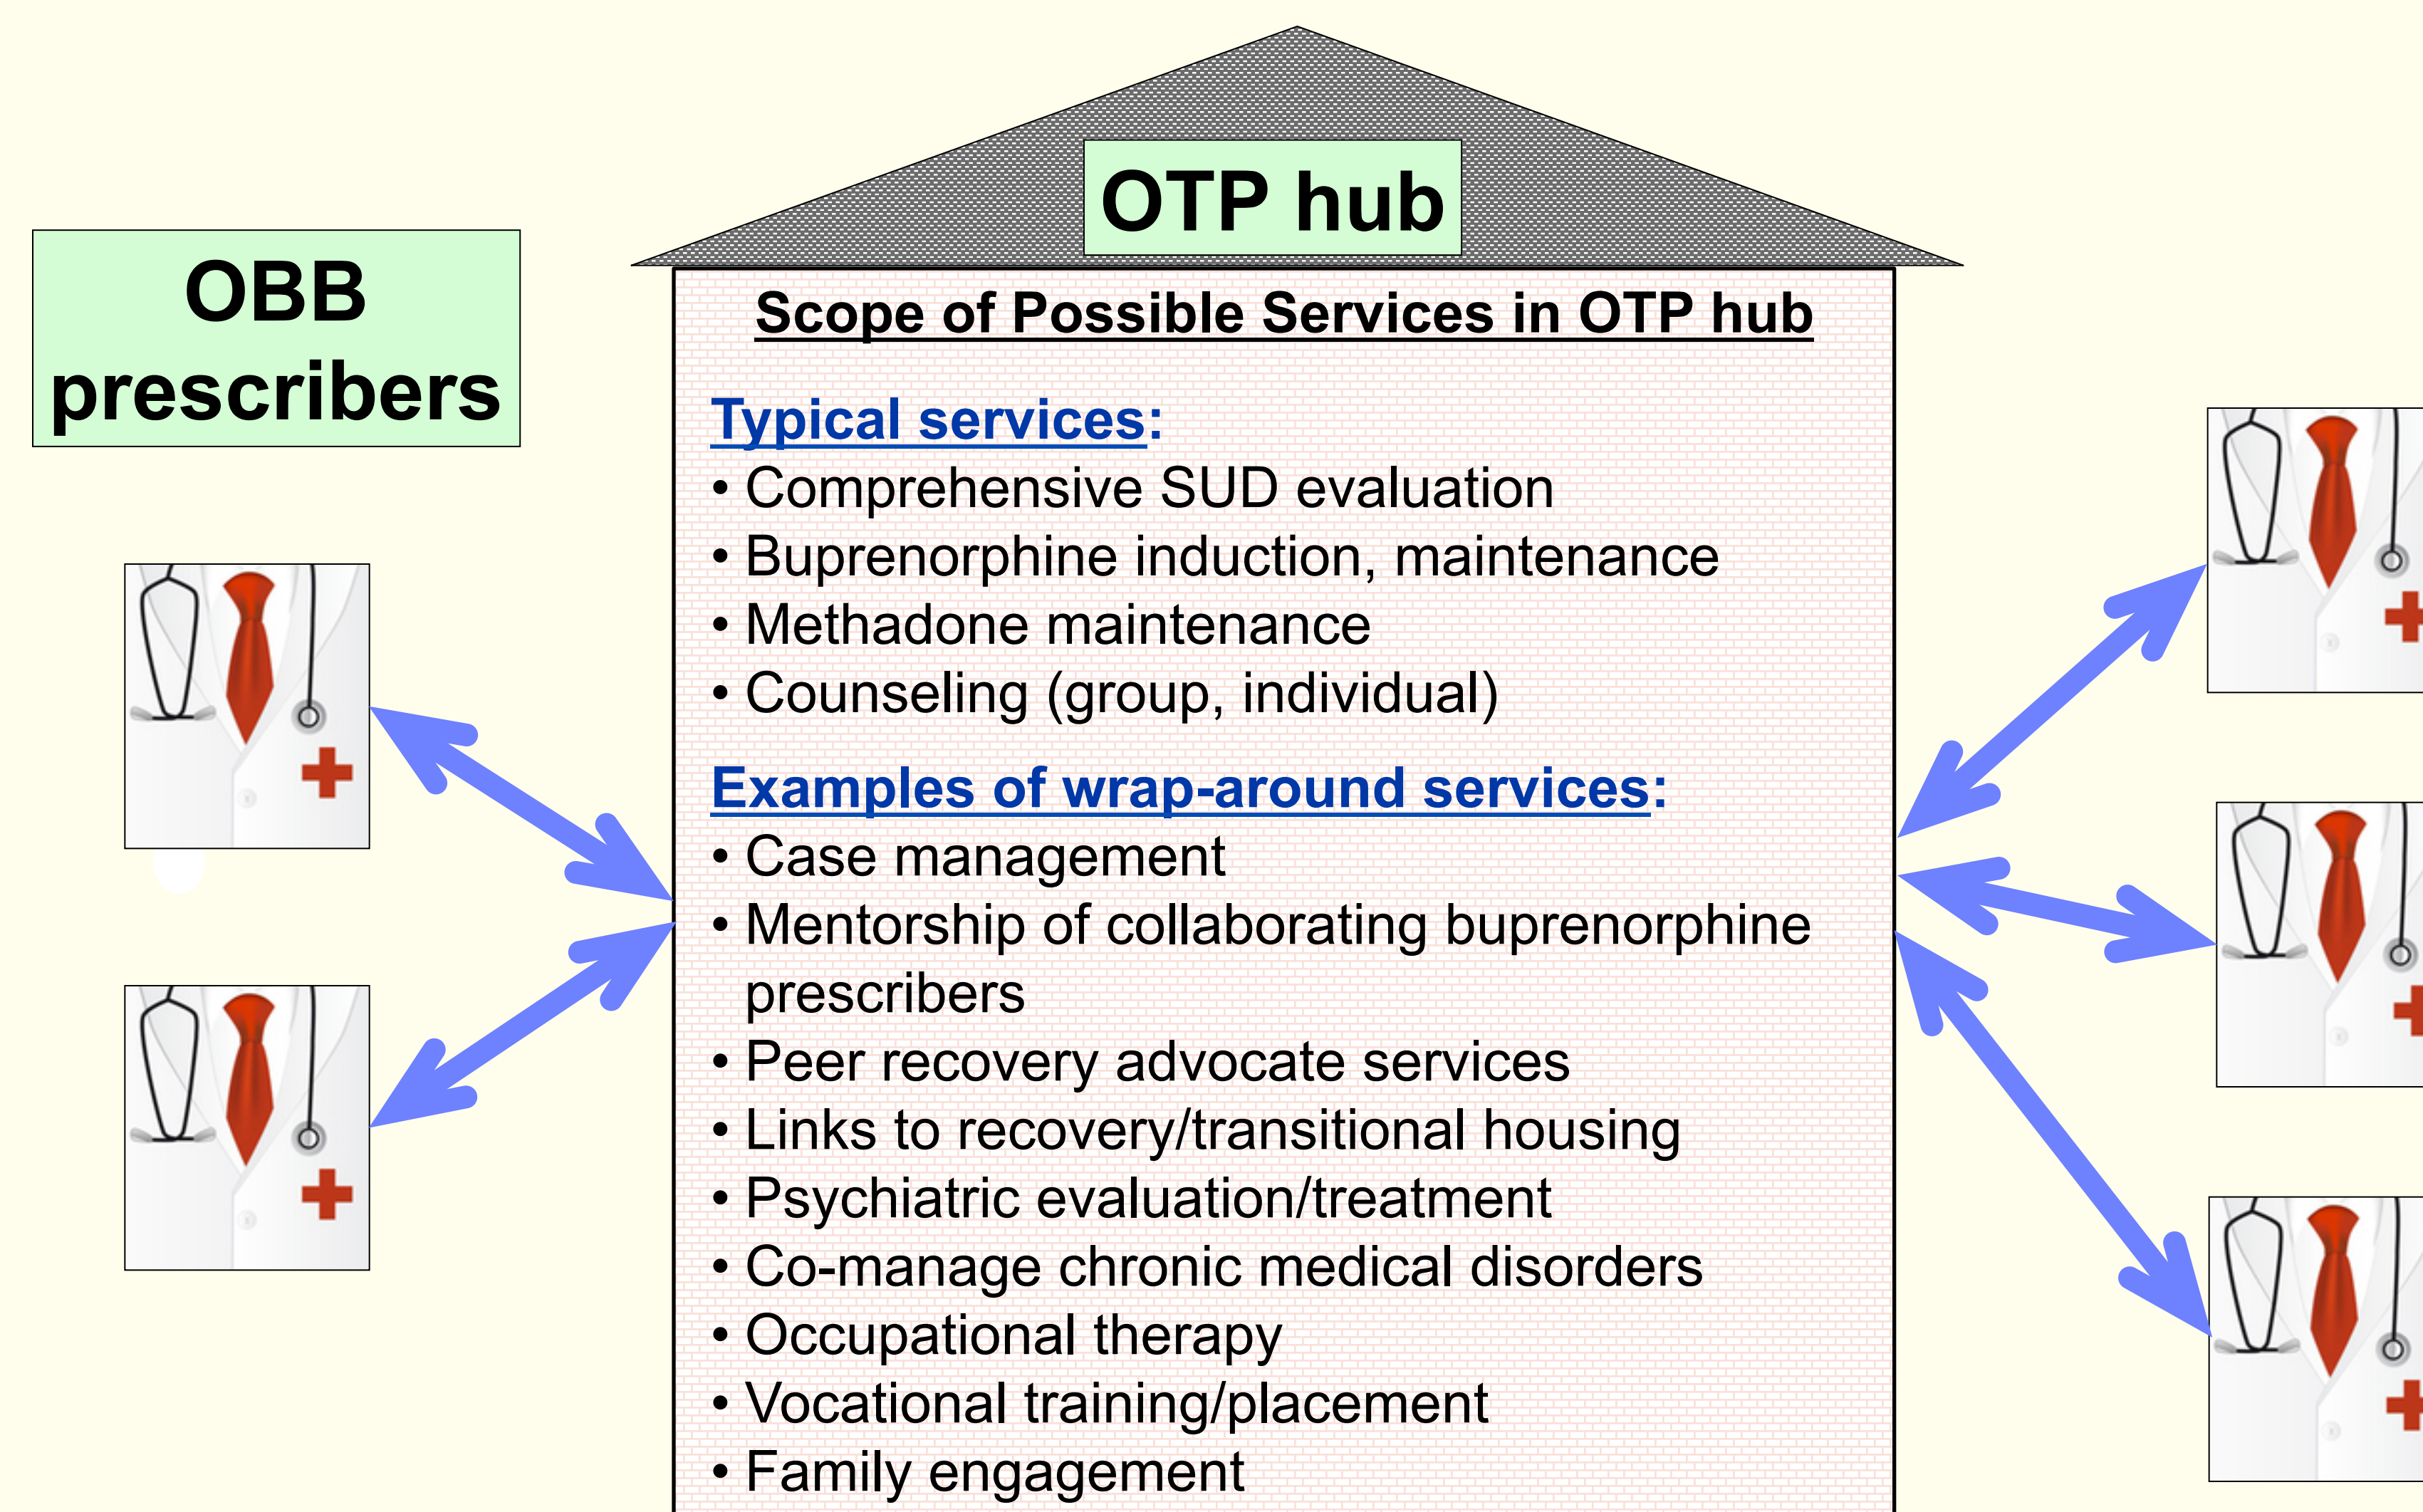 OTP hub
OBB
prescribers
Scope of Possible Services in OTP hub
Typical services:
• Comprehensive SUD evaluation
• Buprenorphine induction, maintenance
• Methadone maintenance
• Counseling (group, individual)
Examples of wrap-around services:
• Case management
• Mentorship of collaborating buprenorphine
prescribers
• Peer recovery advocate services
• Links to recovery/transitional housing
• Psychiatric evaluation/treatment
• Co-manage chronic medical disorders
• Occupational therapy
• Vocational training/placement
• Family engagement